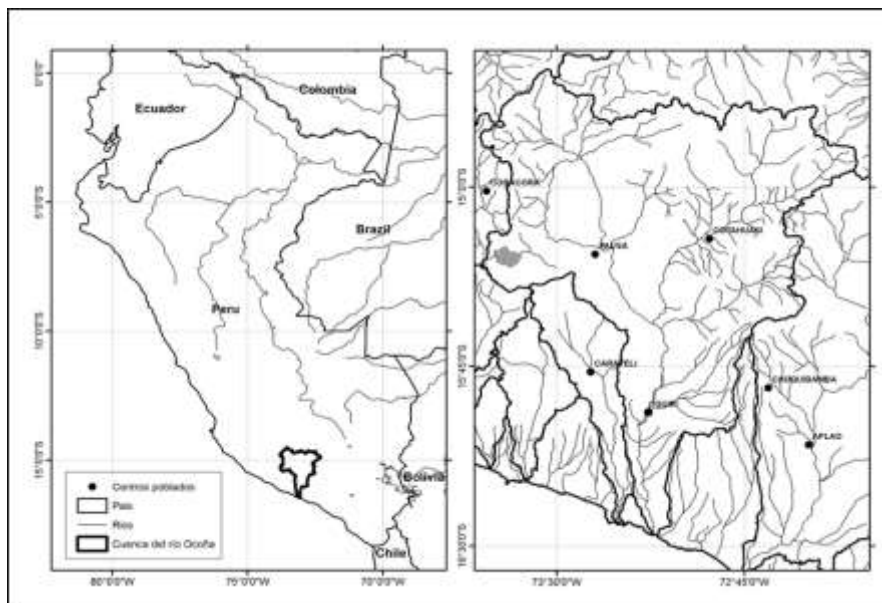 Ecuador
Colombia
Brazil
Peru
Bolivia
Chile
Centros poblados
País
Ríos
Cuenca del río Ocoña
0°0'0"
5°0'0"S
10°0'0"S
15°0'0"S
80°0'0"W
75°0'0"W
70°0'0"W
PAUSA
COTAHUASI
CARAVELI
CHUQUIBAMBA
APLAO
15°0'0"S
15°45'0"S
16°30'0"S
73°30'0"W
72°45'0"W